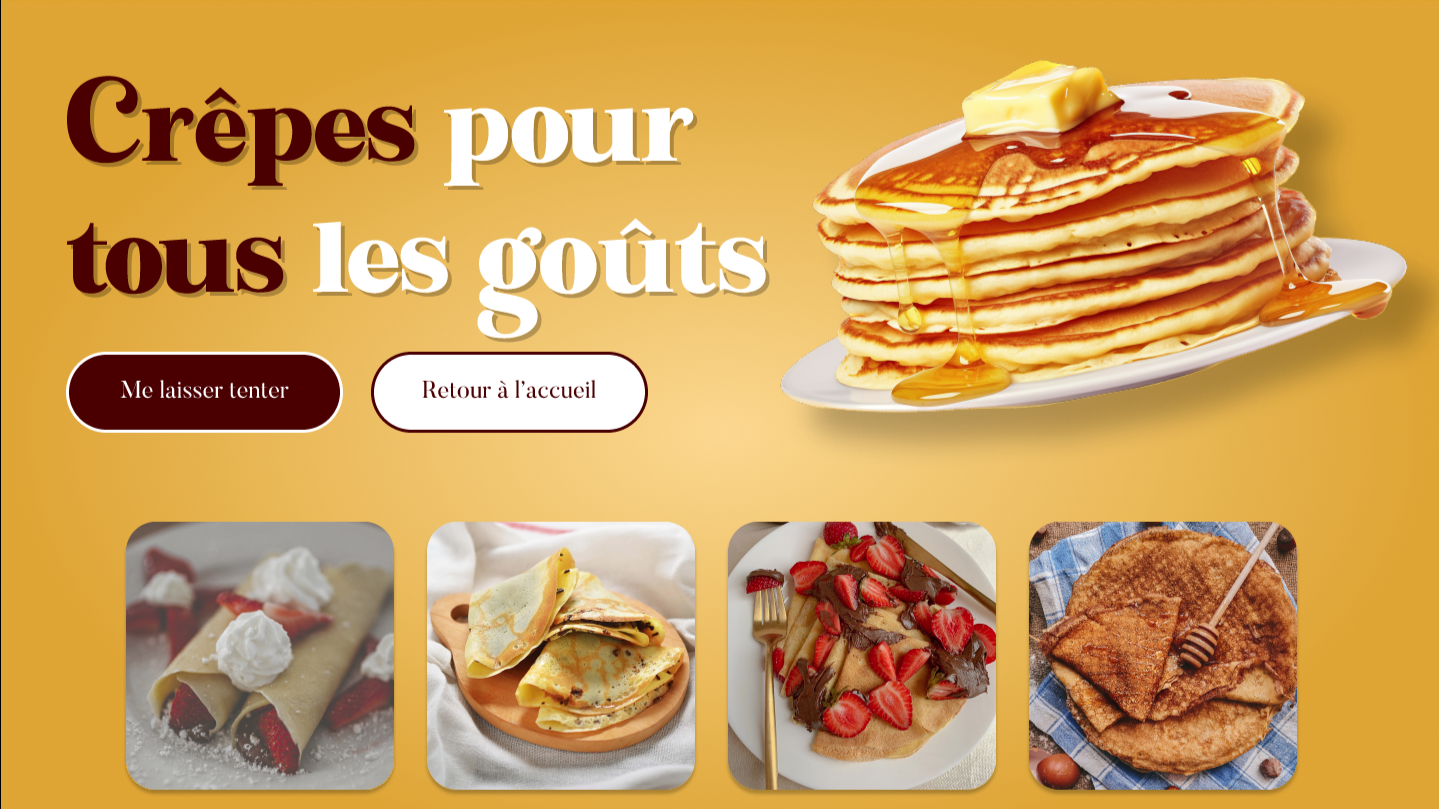 Crêpes pour
tous les goûts
Me laisser tenter
Retour à l’accueil